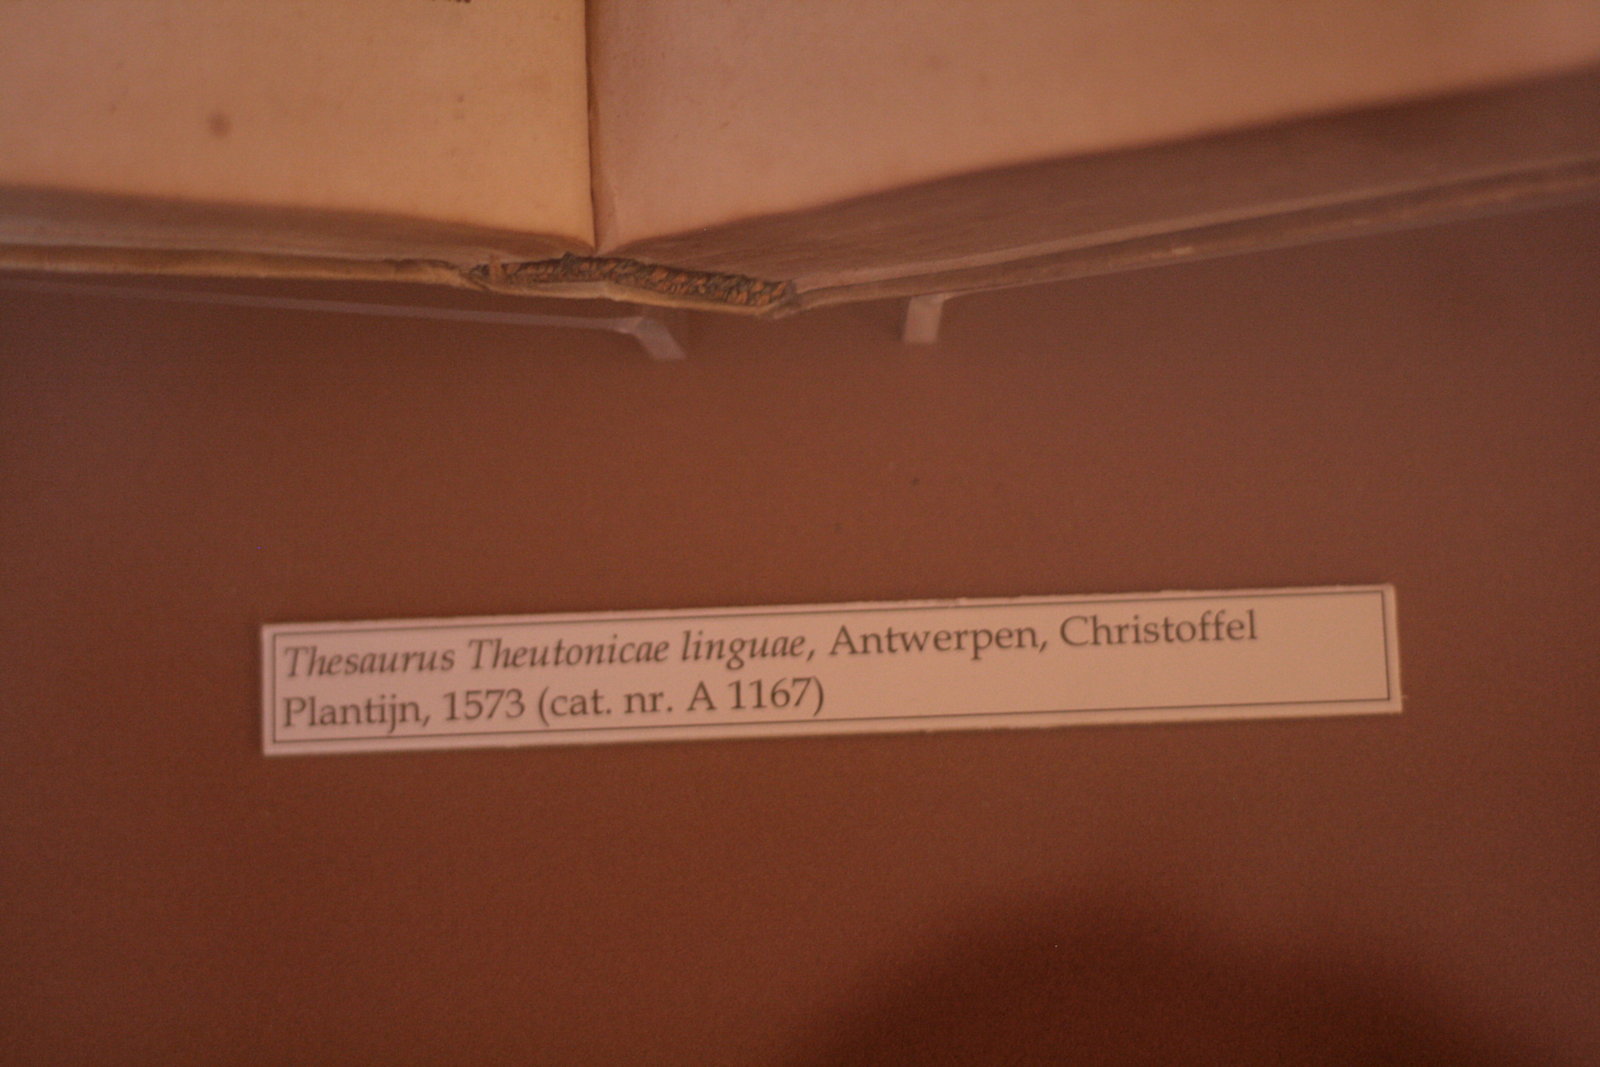 Thesaurus Theutonicae linguae, Antwerpen, Christoffel
Plantijn, 1573 (cat. nr. A 1167)